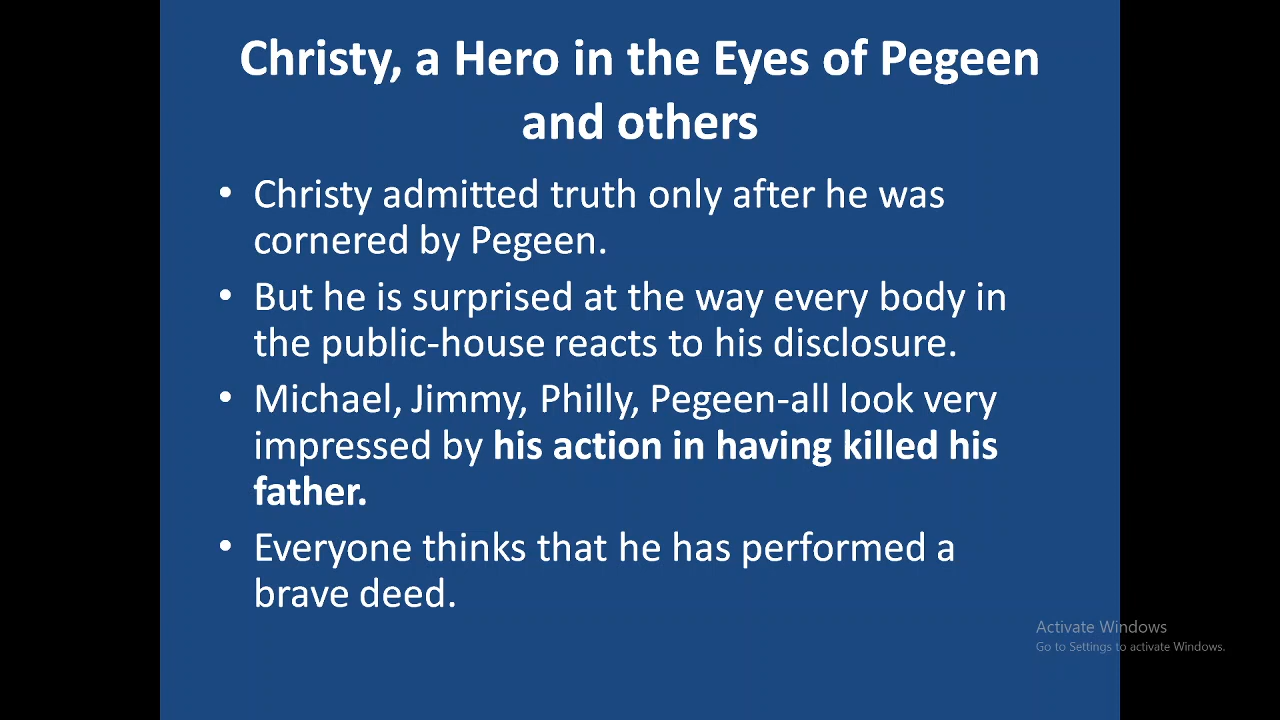 Christy, a Hero in the Eyes of Pegeen
and others
• Christy admitted truth only after he was
cornered by Pegeen.
• But he is surprised at the way every body in
the public-house reacts to his disclosure.
• Michael, Jimmy, Philly, Pegeen-all look very
impressed by his action in having killed his
father.
• Everyone thinks that he has performed a
brave deed.
Activate Windows
Go to Settings to activate Windows.